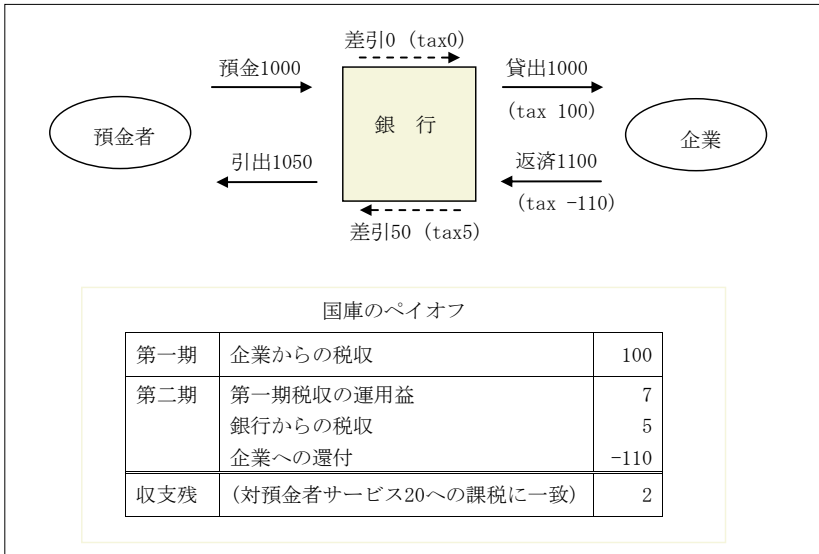 差引0 (tax0)
預金1000
貸出1000
(tax 100)
預金者
銀 行
企業
引出1050
返済1100
(tax -110)
差引50 (tax5)
国庫のペイオフ
第一期 企業からの税収 100
第二期 第一期税収の運用益 7
銀行からの税収 5
企業への還付 -110
収支残 (対預金者サービス20への課税に一致) 2